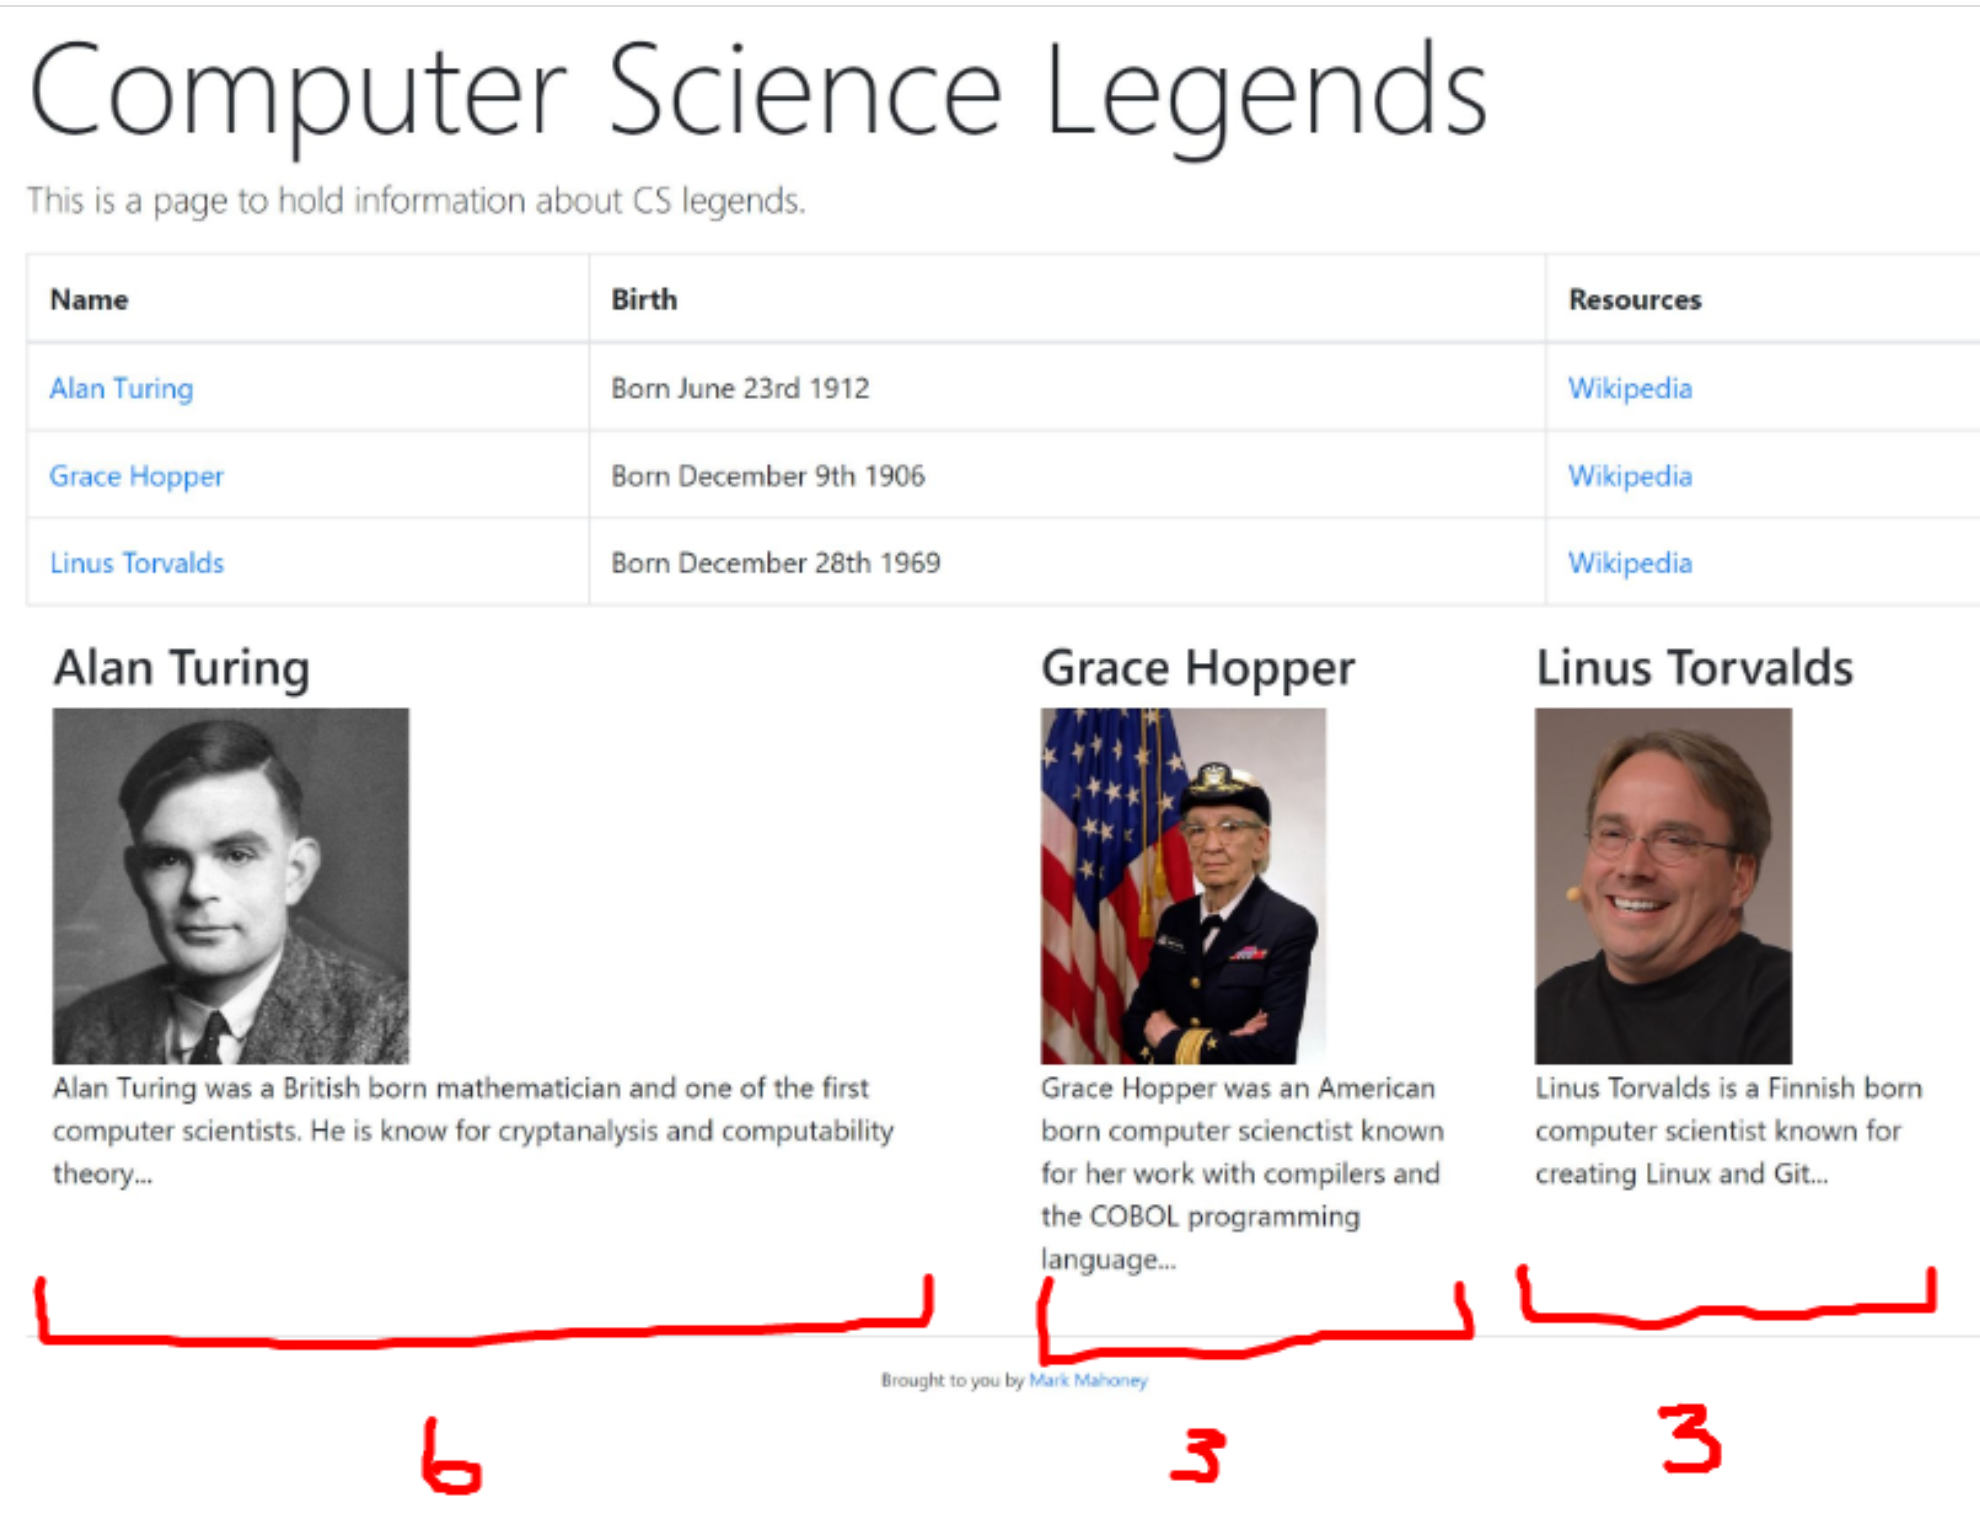 Computer Science Legends
This is a page to hold information about CS legends.
Name Birth Resources
Alan Turing Born June 23rd 1912 Wikipedia
Grace Hopper Born December 9th 1906 Wikipedia
Linus Torvalds Born December 28th 1969 Wikipedia
Alan Turing
Alan Turing was a British born mathematician and one of the first
computer scientists. He is know for cryptanalysis and computability
theory...
Grace Hopper
Grace Hopper was an American
born computer scienctist known
for her work with compilers and
the COBOL programming
language...
Linus Torvalds
Linus Torvalds is a Finnish born
computer scientist known for
creating Linux and Git...
Brought to you by Mark Mahoney
6 3 3